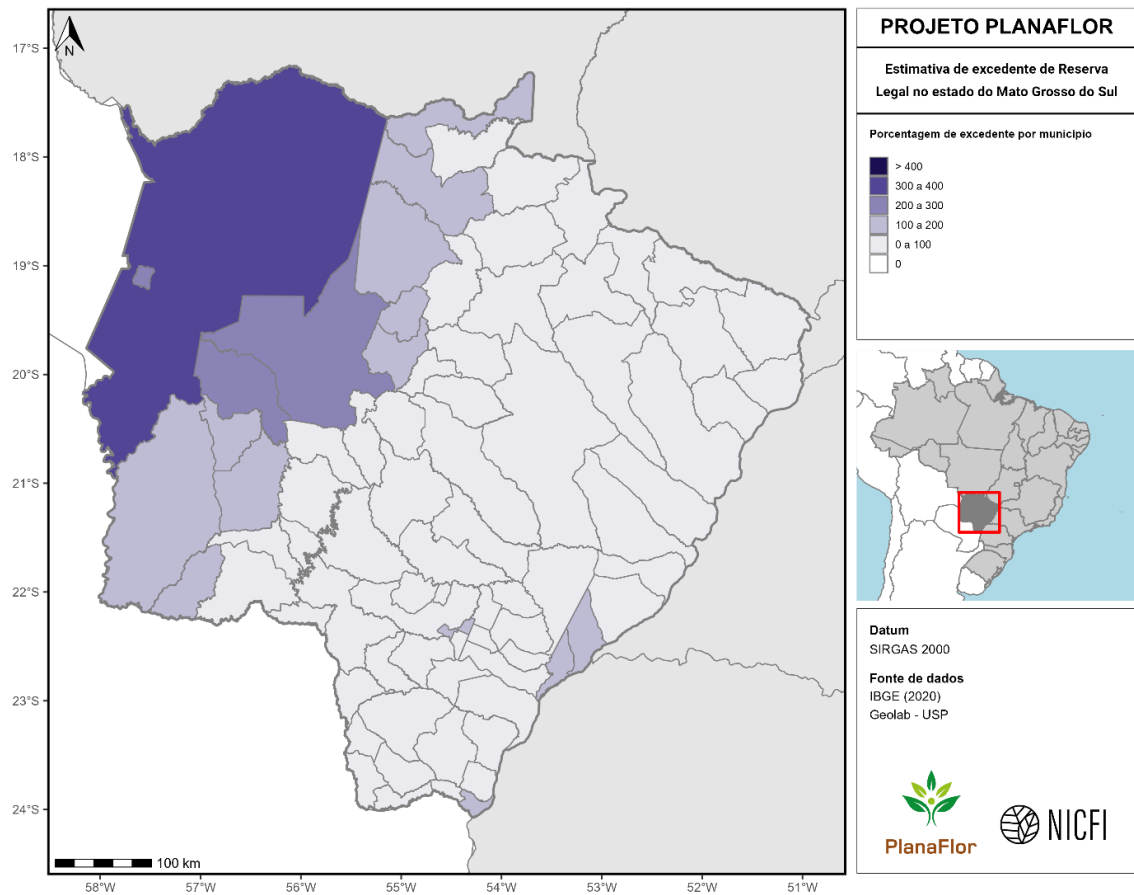 N
17°S
18°S
19°S
20°S
21°S
22°S
23°S
24°S
100 km
58°W
57°W
56°W
55°W
54°W
53°W
52°W
51°W
PROJETO PLANAFLOR
Estimativa de excedente de Reserva
Legal no estado do Mato Grosso do Sul
Porcentagem de excedente por município
> 400
300 a 400
200 a 300
100 a 200
0 a 100
0
Datum
SIRGAS 2000
Fonte de dados
IBGE (2020)
Geolab - USP
PlanaFlor
NICFI